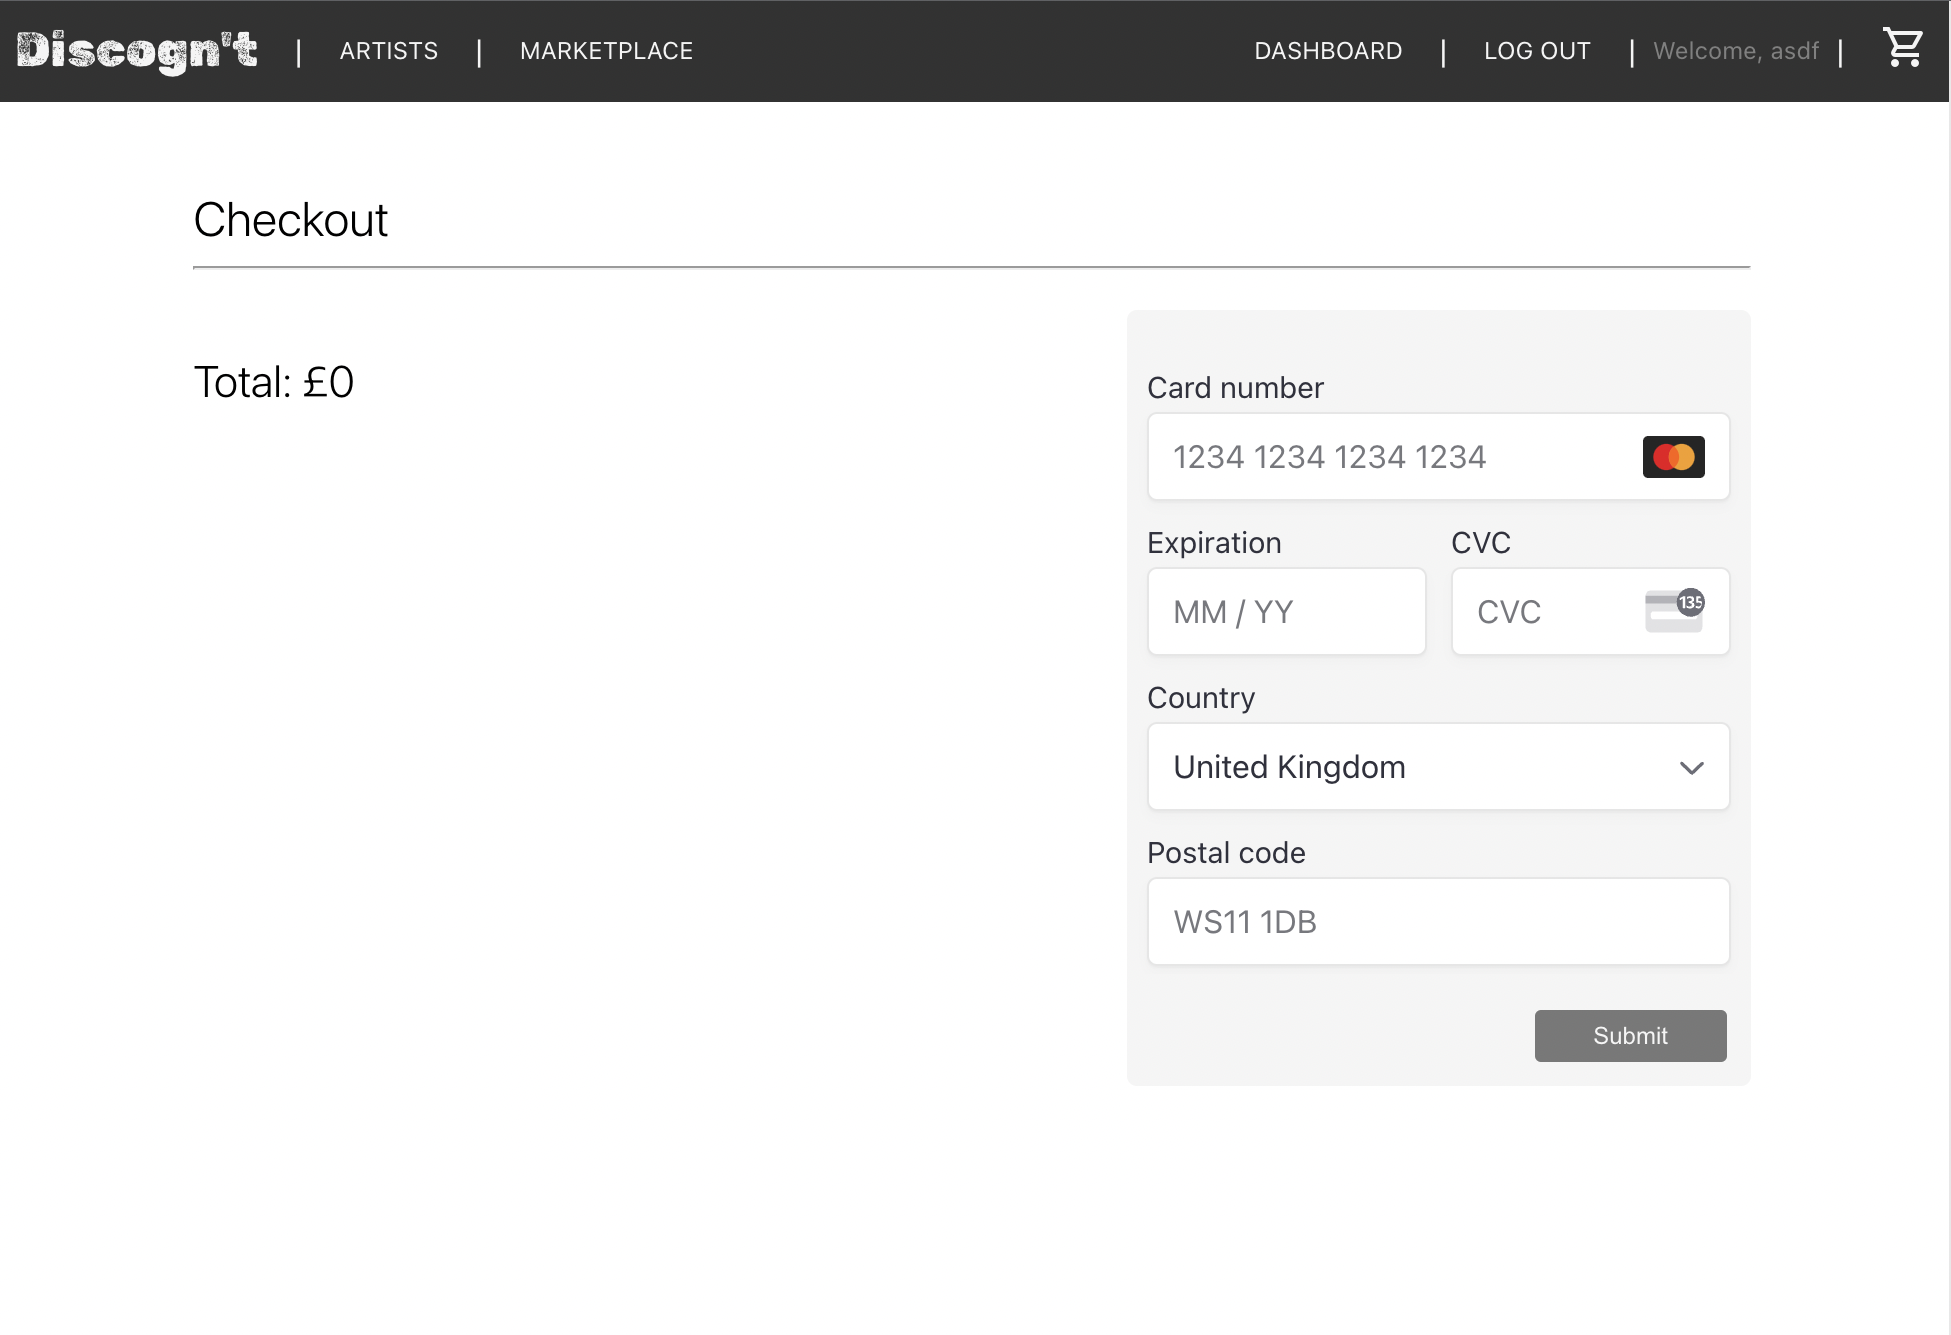 Discogn't | ARTISTS | MARKETPLACE DASHBOARD | LOG OUT | Welcome, asdf |
Checkout
Total: £0
Card number
1234 1234 1234 1234
Expiration CVC
MM / YY CVC 135
Country
United Kingdom
Postal code
WS11 1DB
Submit